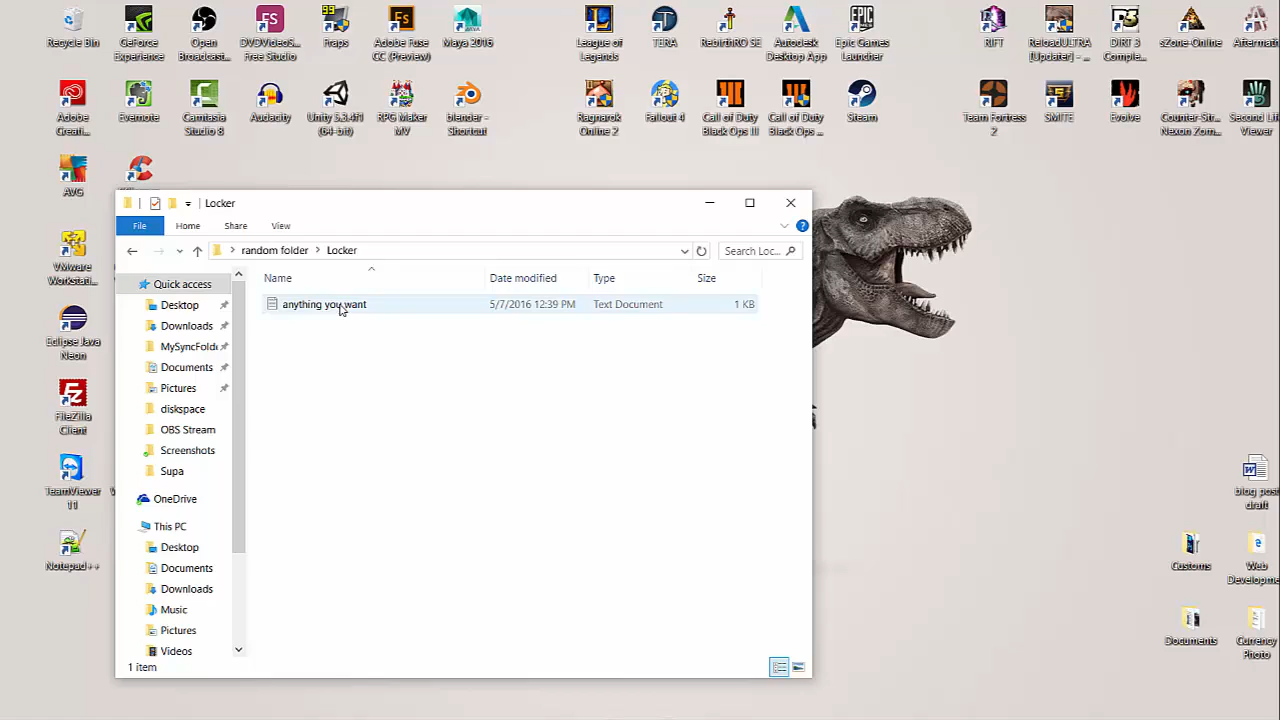 Recycle Bin
GeForce Experience
Open Broadcast...
DVDVideoS... Free Studio
99
Fraps
Adobe Fuse CC (Preview)
Maya 2016
League of Legends
TERA
RebirthRO SE
Autodesk Desktop App
Epic Games Launcher
RIFT
ReloadULTRA [Updater] - ...
DiRT 3 Comple...
sZone-Online
Aftermath
Adobe Creati...
Evernote
Camtasia Studio 8
Audacity
Unity 5.3.4f1 (64-bit)
RPG Maker MV
blender - Shortcut
Ragnarok Online 2
Fallout 4
Call of Duty Black Ops III
Call of Duty Black Ops ...
Steam
Team Fortress 2
SMITE
Evolve
Counter-Str... Nexon Zom...
Second Life Viewer
AVG
VMware Workstati...
Eclipse Java Neon
FileZilla Client
TeamViewer 11
Notepad++
Locker
File Home Share View
random folder > Locker
Search Loc...
Name Date modified Type Size
anything you want 5/7/2016 12:39 PM Text Document 1 KB
Quick access
Desktop
Downloads
MySyncFolde
Documents
Pictures
diskspace
OBS Stream
Screenshots
Supa
OneDrive
This PC
Desktop
Documents
Downloads
Music
Pictures
Videos
1 item
blog post draft
Customs
Web Developme
Documents
Currency Photo